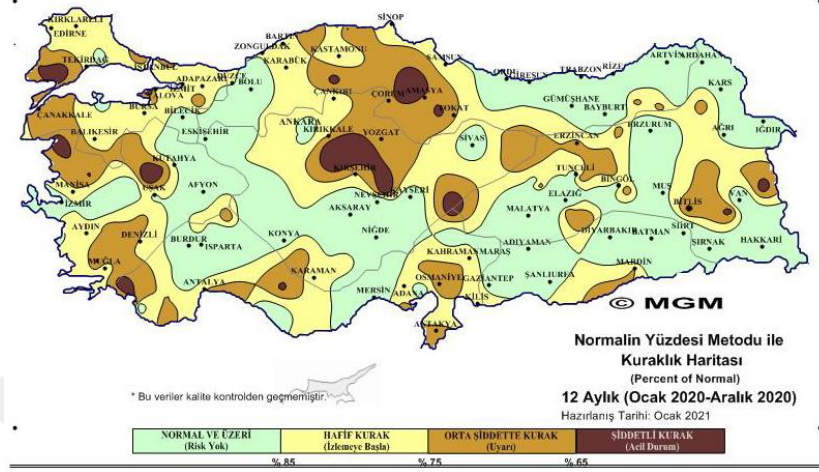 SİNOP
KIRKLARELİ
BARTIN
EDİRNE
ZONGULDAK
KASTAMONU
TEKİRDAĞ
İSTANBUL
KARABÜK
SAMSUN
ARTVİN
ARDAHAN
DÜZCE
ORDU
GİRESUN
TRABZON
RİZE
ADAPAZARI
BOLU
İZMİT
YALOVA
ÇANKIRI
ÇORUM
AMASYA
KARS
BURSA
BİLECİK
TOKAT
GÜMÜŞHANE
BAYBURT
ÇANAKKALE
ANKARA
KIRIKKALE
YOZGAT
SİVAS
ERZİNCAN
ERZURUM
AĞRI
IĞDIR
BALIKESİR
ESKİŞEHİR
KÜTAHYA
KIRŞEHİR
TUNCELİ
BİNGÖL
MANİSA
UŞAK
AFYON
NEVŞEHİR
KAYSERİ
ELAZIĞ
MUŞ
BİTLİS
VAN
İZMİR
AKSARAY
MALATYA
AYDIN
DENİZLİ
BURDUR
ISPARTA
KONYA
NİĞDE
ADIYAMAN
DİYARBAKIR
BATMAN
SİİRT
ŞIRNAK
HAKKARİ
KAHRAMANMARAŞ
MUĞLA
ANTALYA
KARAMAN
MERSİN
ADANA
OSMANİYE
GAZİANTEP
ŞANLIURFA
MARDİN
KİLİS
ANTAKYA
© MGM
Normalin Yüzdesi Metodu ile
Kuraklık Haritası
(Percent of Normal)
12 Aylık (Ocak 2020-Aralık 2020)
Hazırlanış Tarihi: Ocak 2021
* Bu veriler kalite kontrolden geçmemiştir.
NORMAL VE ÜZERİ
(Risk Yok)
HAFİF KURAK
(İzlemeye Başla)
ORTA ŞİDDETTE KURAK
(Uyarı)
ŞİDDETLİ KURAK
(Acil Durum)
% 85
% 75
% 65